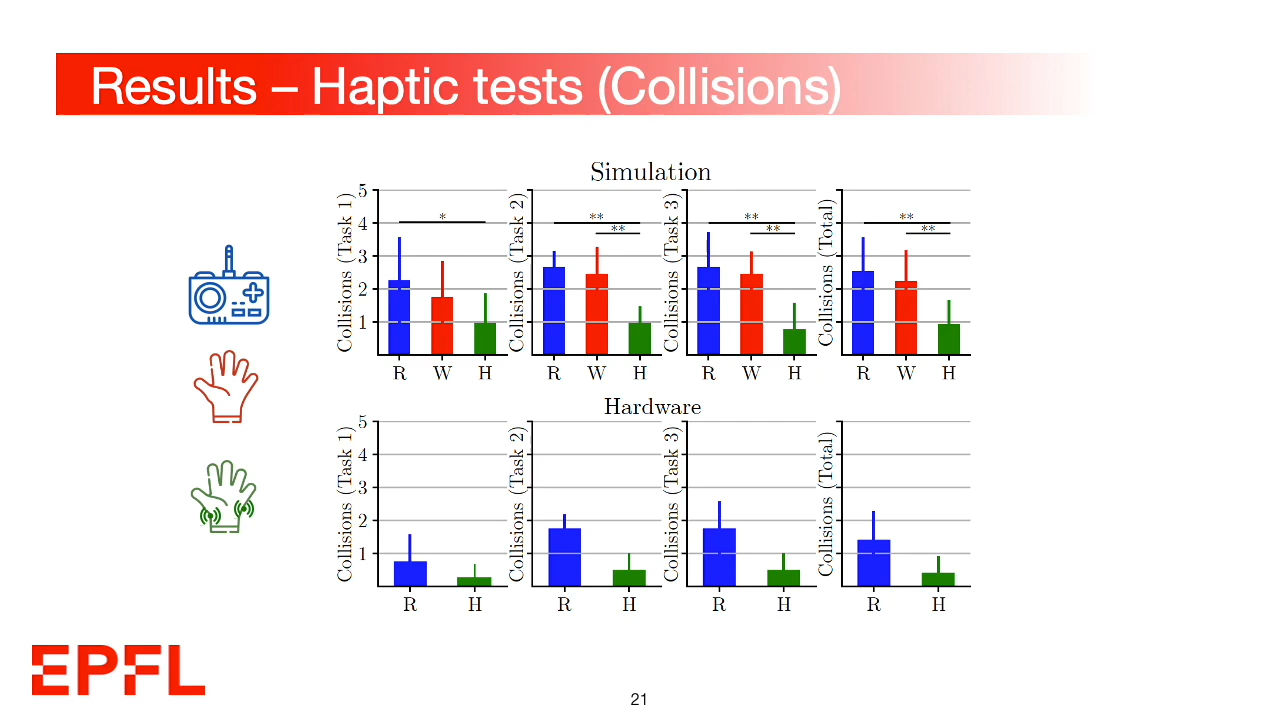 Results – Haptic tests (Collisions)
Simulation
Collisions (Task 1)
5
4
3
2
1
*
R W H
Collisions (Task 2)
**
**
R W H
Collisions (Task 3)
**
**
R W H
Collisions (Total)
**
**
R W H
Hardware
Collisions (Task 1)
5
4
3
2
1
R H
Collisions (Task 2)
R H
Collisions (Task 3)
R H
Collisions (Total)
R H
EPFL
21